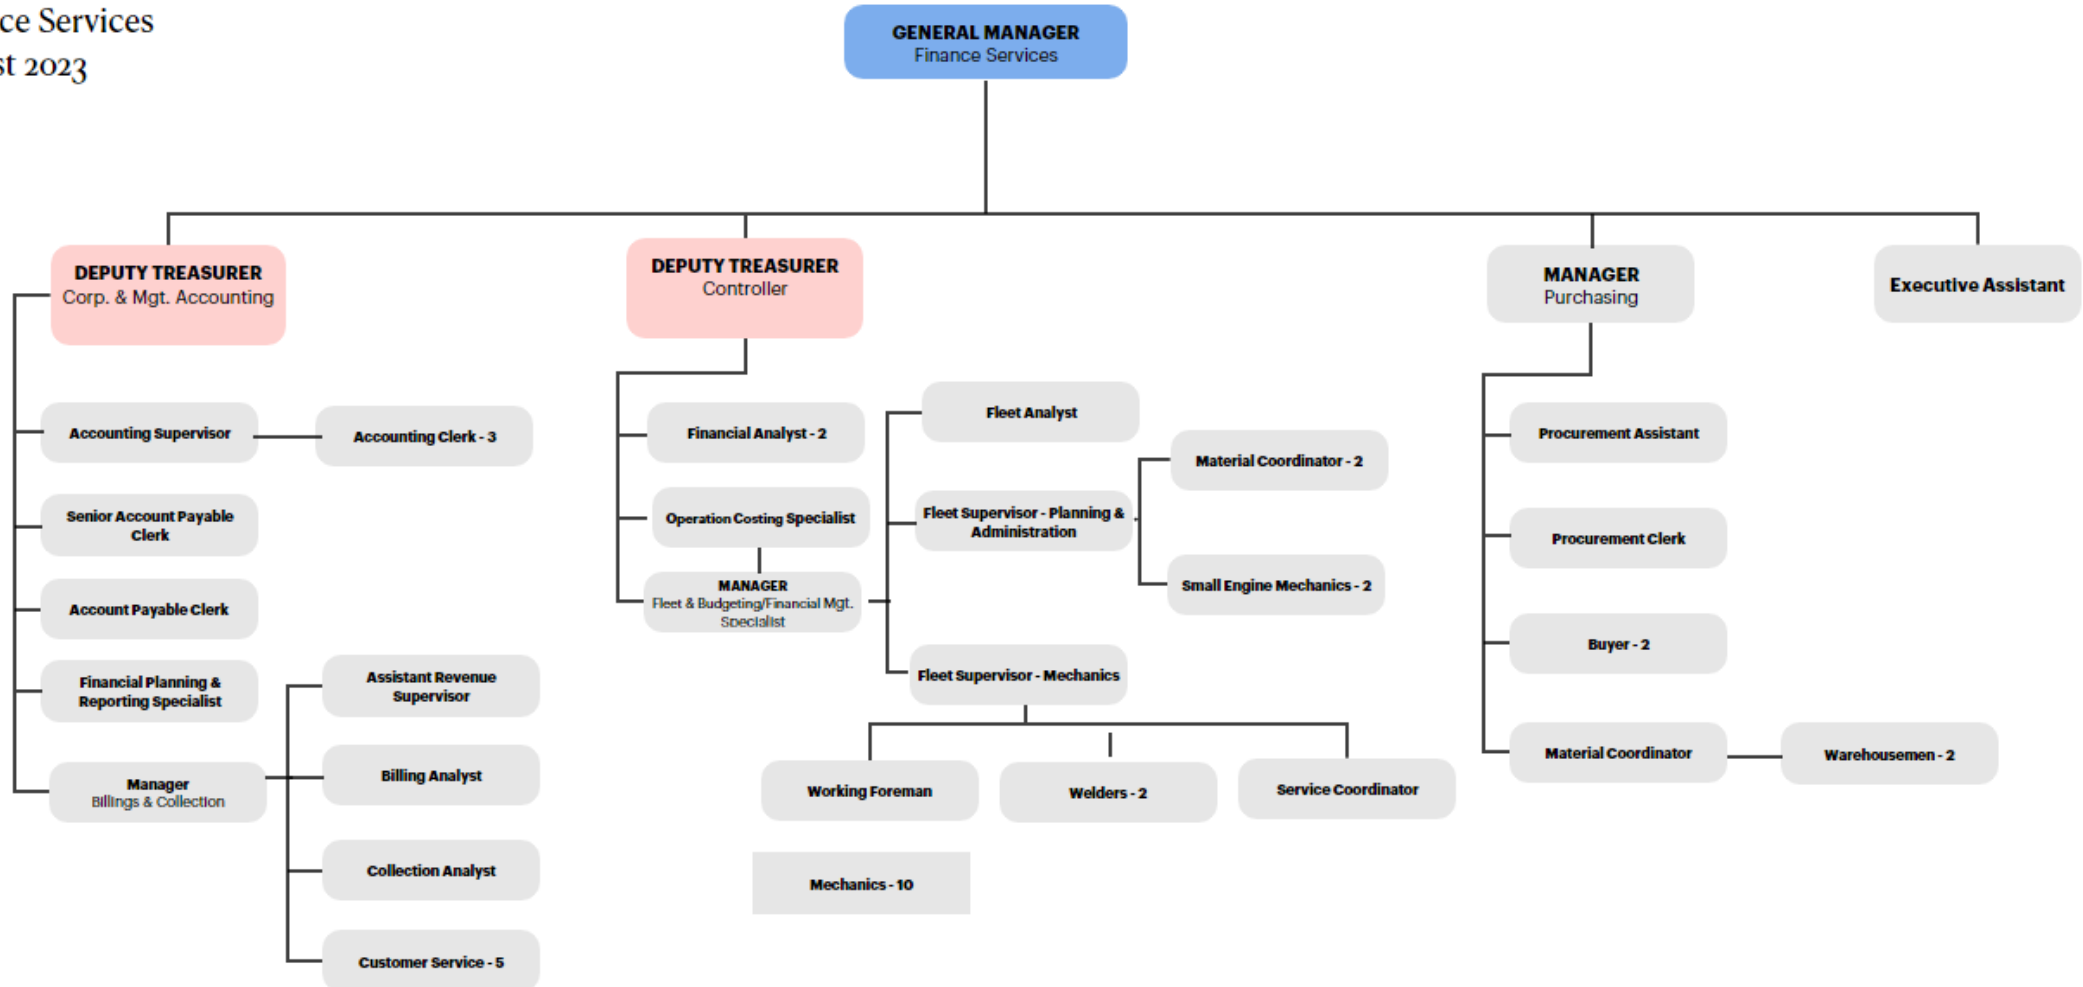 ce Services
st 2023
GENERAL MANAGER
Finance Services
DEPUTY TREASURER
Corp. & Mgt. Accounting
DEPUTY TREASURER
Controller
MANAGER
Purchasing
Executive Assistant
Accounting Supervisor
Accounting Clerk - 3
Senior Account Payable
Clerk
Account Payable Clerk
Financial Planning &
Reporting Specialist
Manager
Billings & Collection
Assistant Revenue
Supervisor
Billing Analyst
Collection Analyst
Customer Service - 5
Financial Analyst - 2
Operation Costing Specialist
MANAGER
Fleet & Budgeting/Financial Mgt.
Specialist
Fleet Analyst
Fleet Supervisor - Planning &
Administration
Material Coordinator - 2
Small Engine Mechanics - 2
Fleet Supervisor - Mechanics
Working Foreman
Welders - 2
Service Coordinator
Mechanics - 10
Procurement Assistant
Procurement Clerk
Buyer - 2
Material Coordinator
Warehousemen - 2